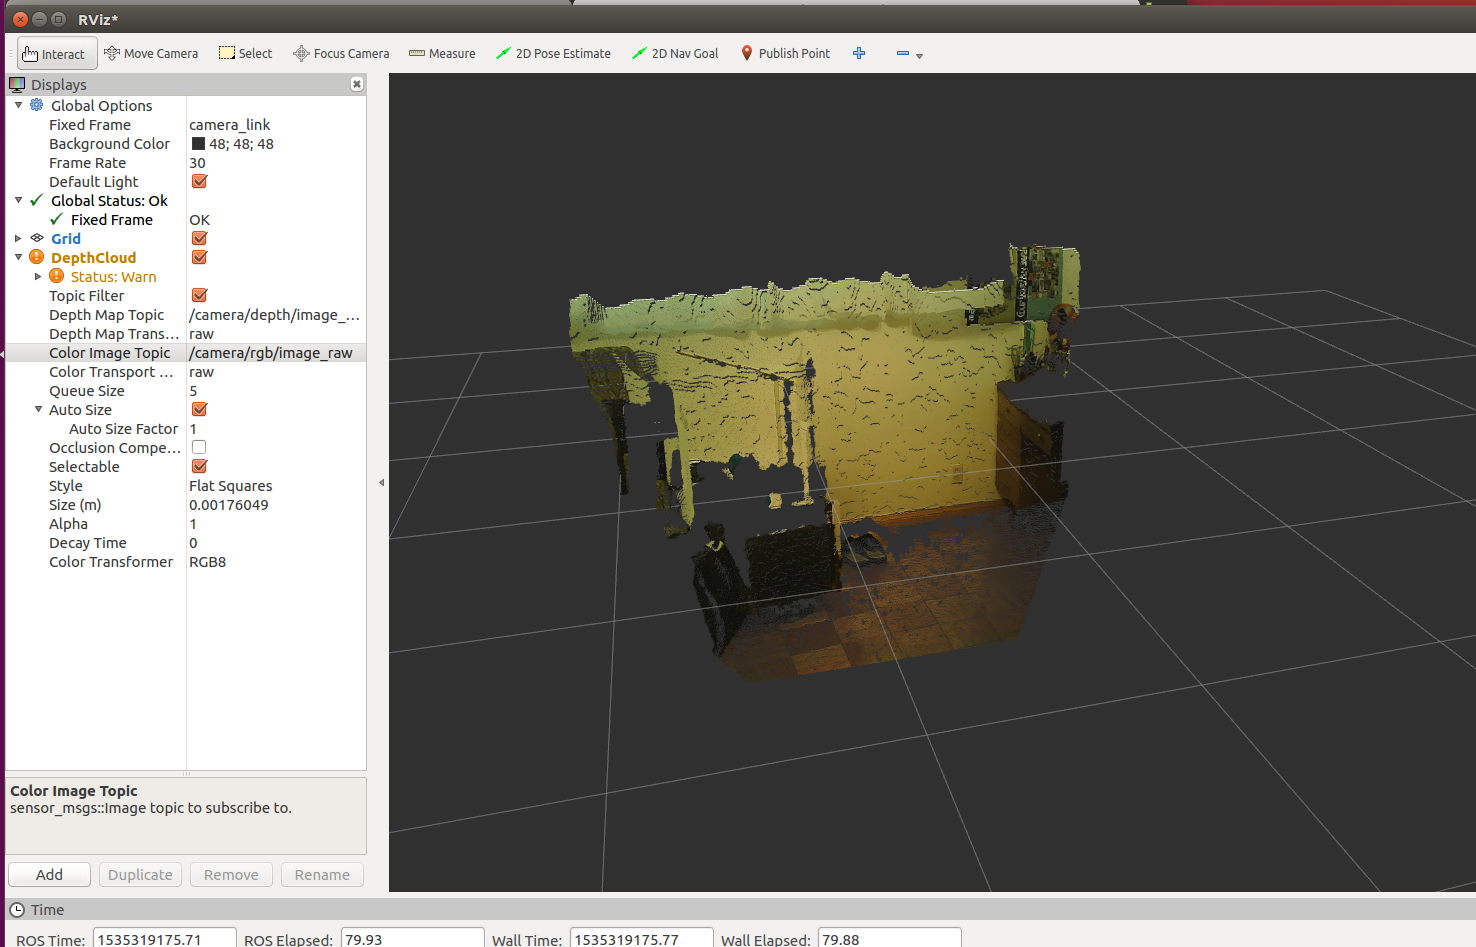 RViz*
Interact Move Camera Select Focus Camera Measure 2D Pose Estimate 2D Nav Goal Publish Point
Displays
Global Options
Fixed Frame camera_link
Background Color 48; 48; 48
Frame Rate 30
Default Light
Global Status: Ok
Fixed Frame OK
Grid
DepthCloud
Status: Warn
Topic Filter
Depth Map Topic /camera/depth/image_...
Depth Map Trans... raw
Color Image Topic /camera/rgb/image_raw
Color Transport ... raw
Queue Size 5
Auto Size
Auto Size Factor 1
Occlusion Compe...
Selectable
Style Flat Squares
Size (m) 0.00176049
Alpha 1
Decay Time 0
Color Transformer RGB8
Color Image Topic
sensor_msgs::Image topic to subscribe to.
Add Duplicate Remove Rename
Time
ROS Time: 1535319175.71 ROS Elapsed: 79.93 Wall Time: 1535319175.77 Wall Elapsed: 79.88